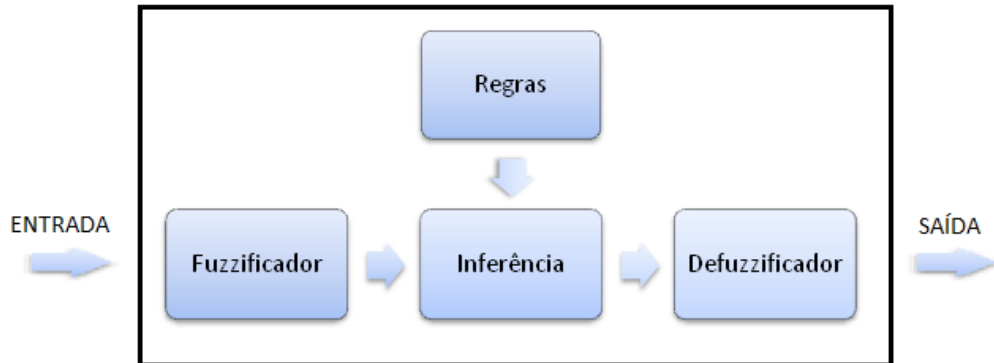 Regras
ENTRADA
SAÍDA
Fuzzificador
Inferência
Defuzzificador